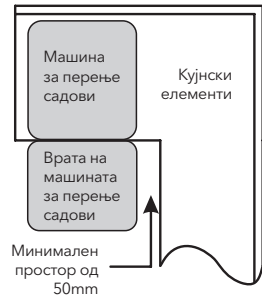 Машина
за перење
садови
Кујнски
елементи
Врата на
машината
за перење
садови
Минимален
простор од
50mm